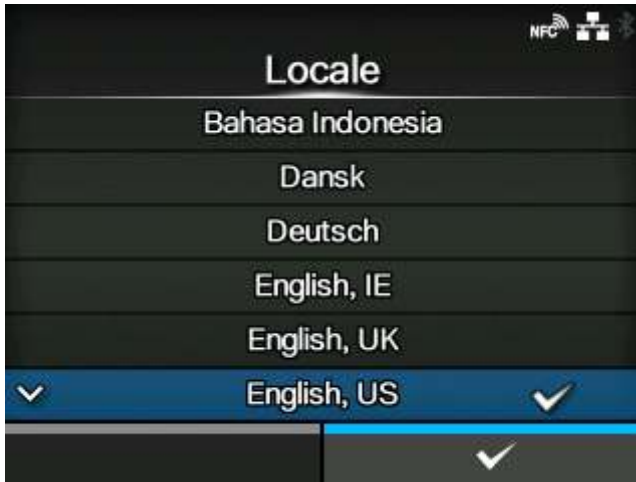 NFC
Locale
Bahasa Indonesia
Dansk
Deutsch
English, IE
English, UK
English, US